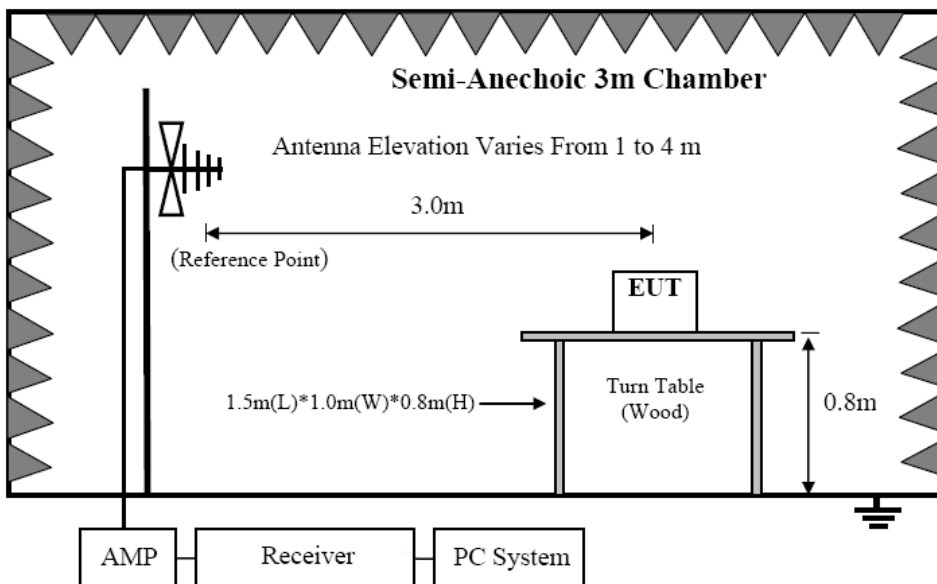 Semi-Anechoic 3m Chamber
Antenna Elevation Varies From 1 to 4 m
3.0m
(Reference Point)
EUT
1.5m(L)*1.0m(W)*0.8m(H)
Turn Table
(Wood)
0.8m
AMP
Receiver
PC System